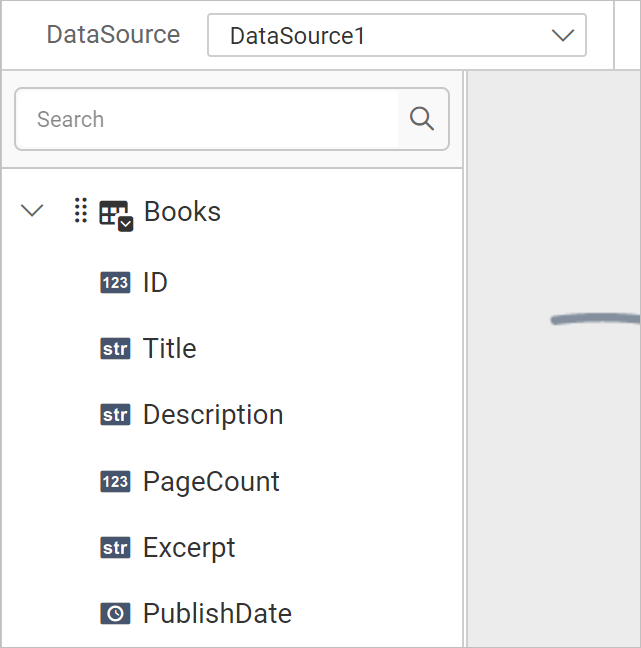 DataSource DataSource1
Search
Books
123 ID
str Title
str Description
123 PageCount
str Excerpt
PublishDate